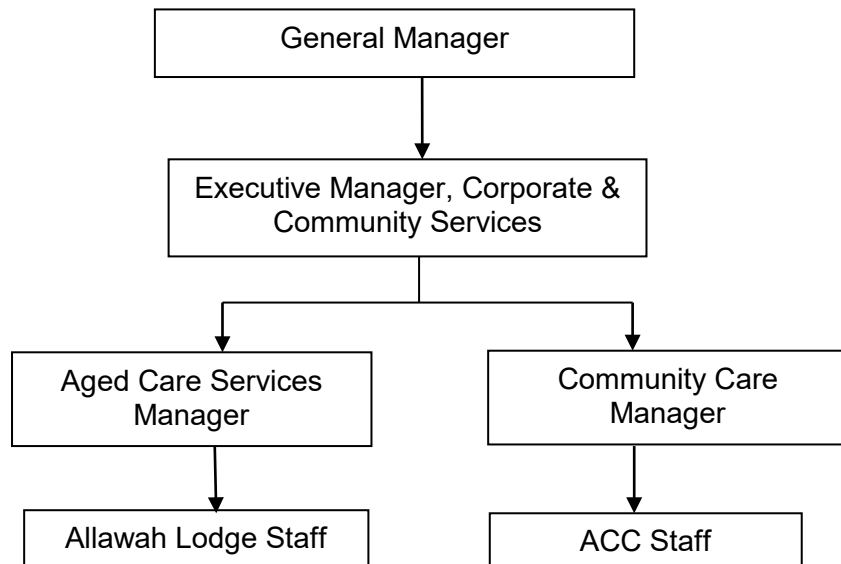 General Manager
Executive Manager, Corporate &
Community Services
Aged Care Services
Manager
Community Care
Manager
Allawah Lodge Staff
ACC Staff